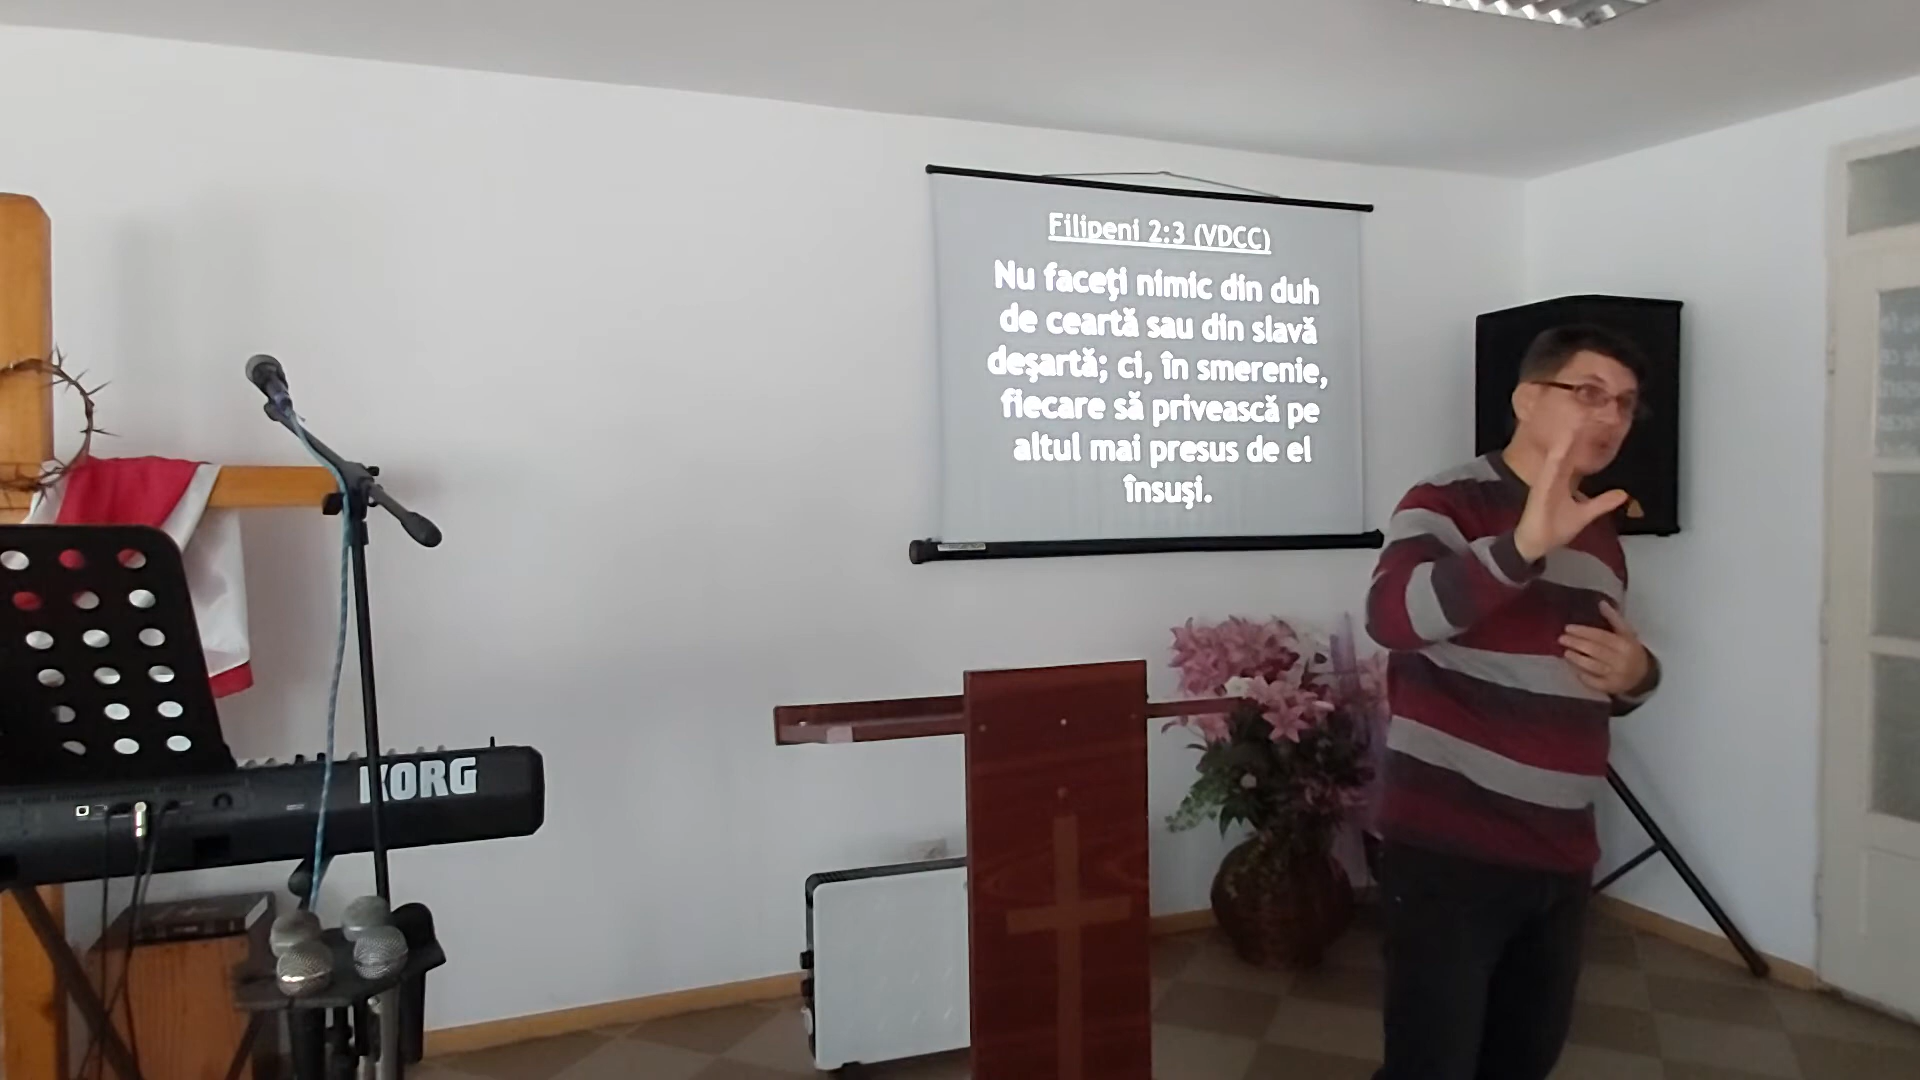 Filipeni 2:3 (VDCC)
Nu faceţi nimic din duh
de ceartă sau din slavă
deşartă; ci, în smerenie,
fiecare să privească pe
altul mai presus de el
însuşi.
KORG